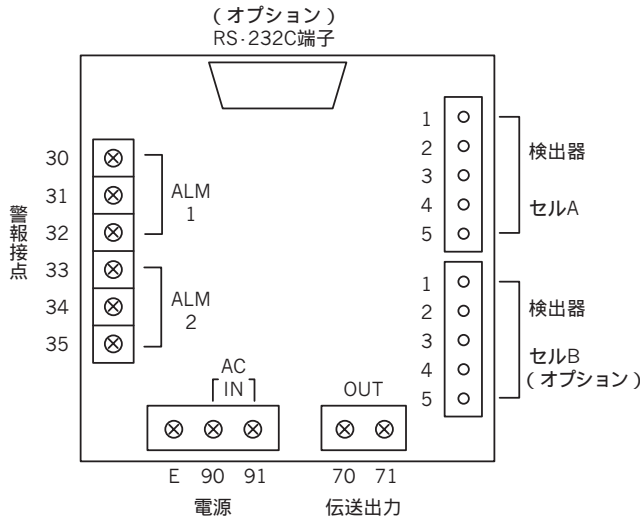 (オプション)
RS-232C端子
警報接点
30
31
32
33
34
35
ALM
1
ALM
2
1
2
3
4
5
検出器
セルA
1
2
3
4
5
検出器
セルB
(オプション)
AC
IN
OUT
E 90 91
電源
70 71
伝送出力